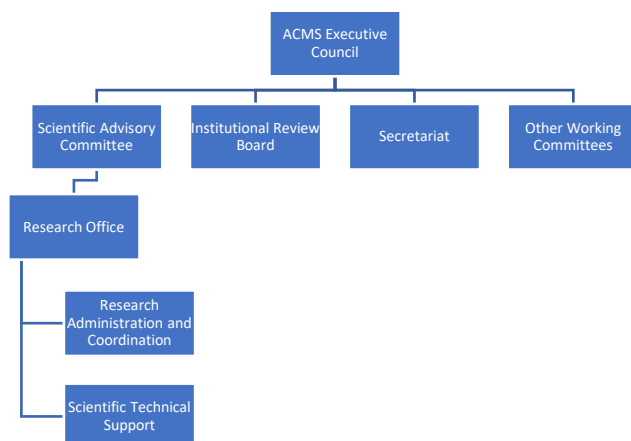 ACMS Executive
Council
Scientific Advisory
Committee
Institutional Review
Board
Secretariat
Other Working
Committees
Research Office
Research
Administration and
Coordination
Scientific Technical
Support